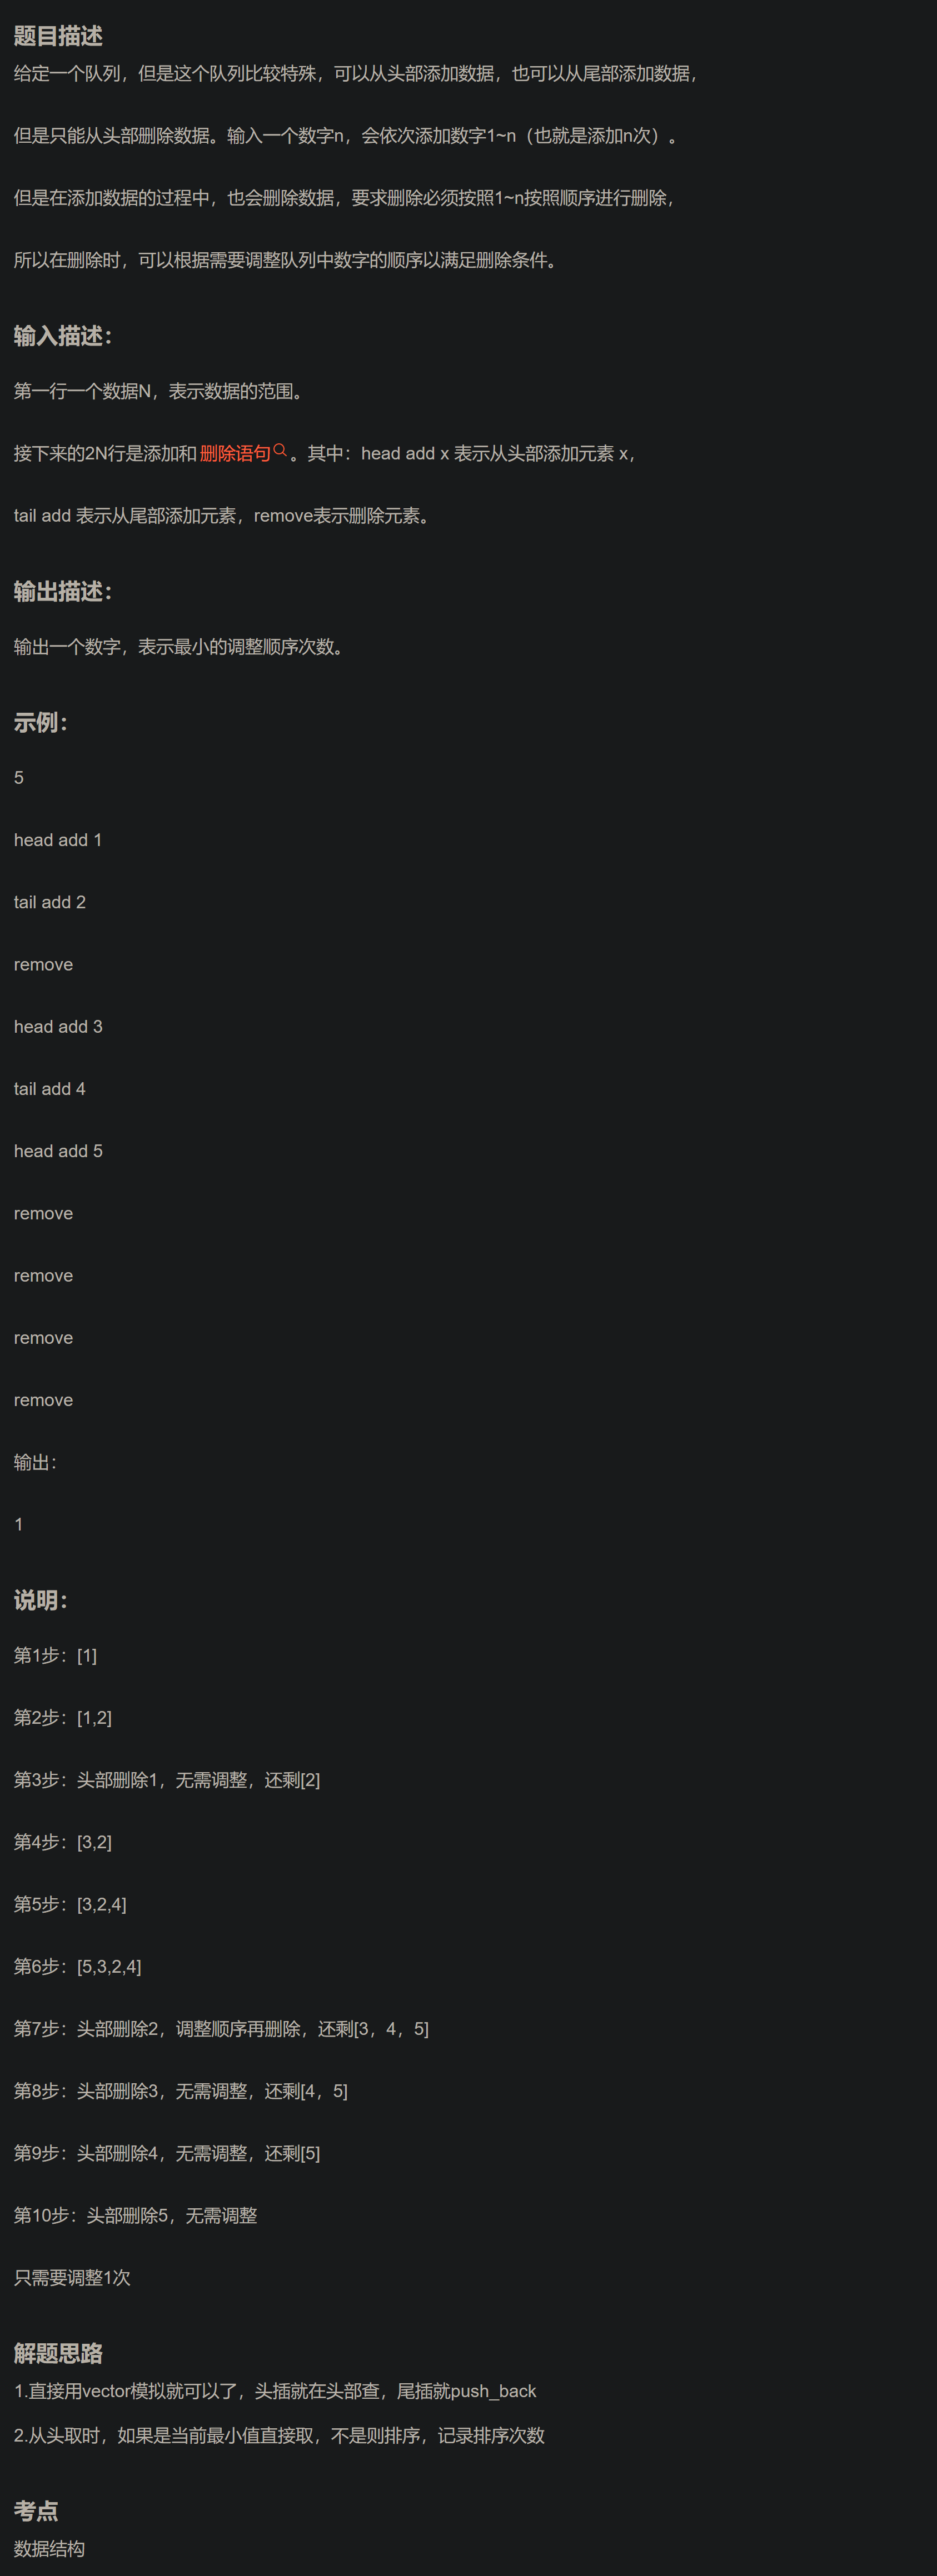 题目描述
给定一个队列，但是这个队列比较特殊，可以从头部添加数据，也可以从尾部添加数据，
但是只能从头部删除数据。输入一个数字n，会依次添加数字1~n（也就是添加n次）。
但是在添加数据的过程中，也会删除数据，要求删除必须按照1~n按照顺序进行删除，
所以在删除时，可以根据需要调整队列中数字的顺序以满足删除条件。
输入描述：
第一行一个数据N，表示数据的范围。
接下来的2N行是添加和删除语句。其中：head add x 表示从头部添加元素 x，
tail add 表示从尾部添加元素，remove表示删除元素。
输出描述：
输出一个数字，表示最小的调整顺序次数。
示例：
5
head add 1
tail add 2
remove
head add 3
tail add 4
head add 5
remove
remove
remove
remove
输出：
1
说明：
第1步：[1]
第2步：[1,2]
第3步：头部删除1，无需调整，还剩[2]
第4步：[3,2]
第5步：[3,2,4]
第6步：[5,3,2,4]
第7步：头部删除2，调整顺序再删除，还剩[3，4，5]
第8步：头部删除3，无需调整，还剩[4，5]
第9步：头部删除4，无需调整，还剩[5]
第10步：头部删除5，无需调整
只需要调整1次
解题思路
1.直接用vector模拟就可以了，头插就在头部查，尾插就push_back
2.从头取时，如果是当前最小值直接取，不是则排序，记录排序次数
考点
数据结构